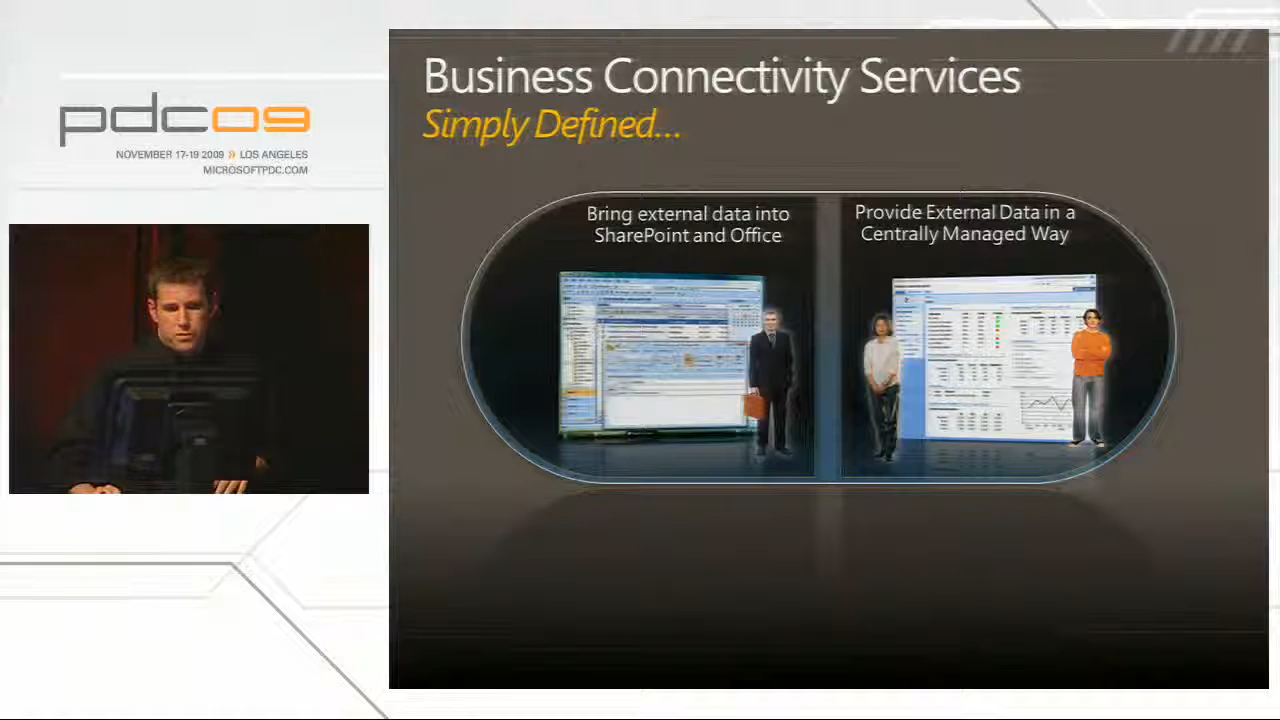 pdc09
NOVEMBER 17-19 2009 » LOS ANGELES
MICROSOFTPDC.COM
Business Connectivity Services
Simply Defined...
Bring external data into
SharePoint and Office
Provide External Data in a
Centrally Managed Way